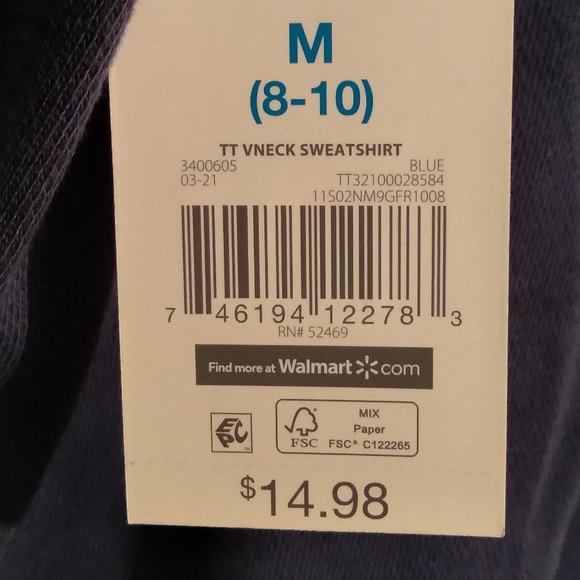 M
(8-10)
TT VNECK SWEATSHIRT
3400605 BLUE
03-21 TT32100028584
11S02NM9GFR1008
7 46194 12278 3
RN# 52469
Find more at Walmart.com
EPC
FSC
MIX
Paper
FSC® C122265
$14.98